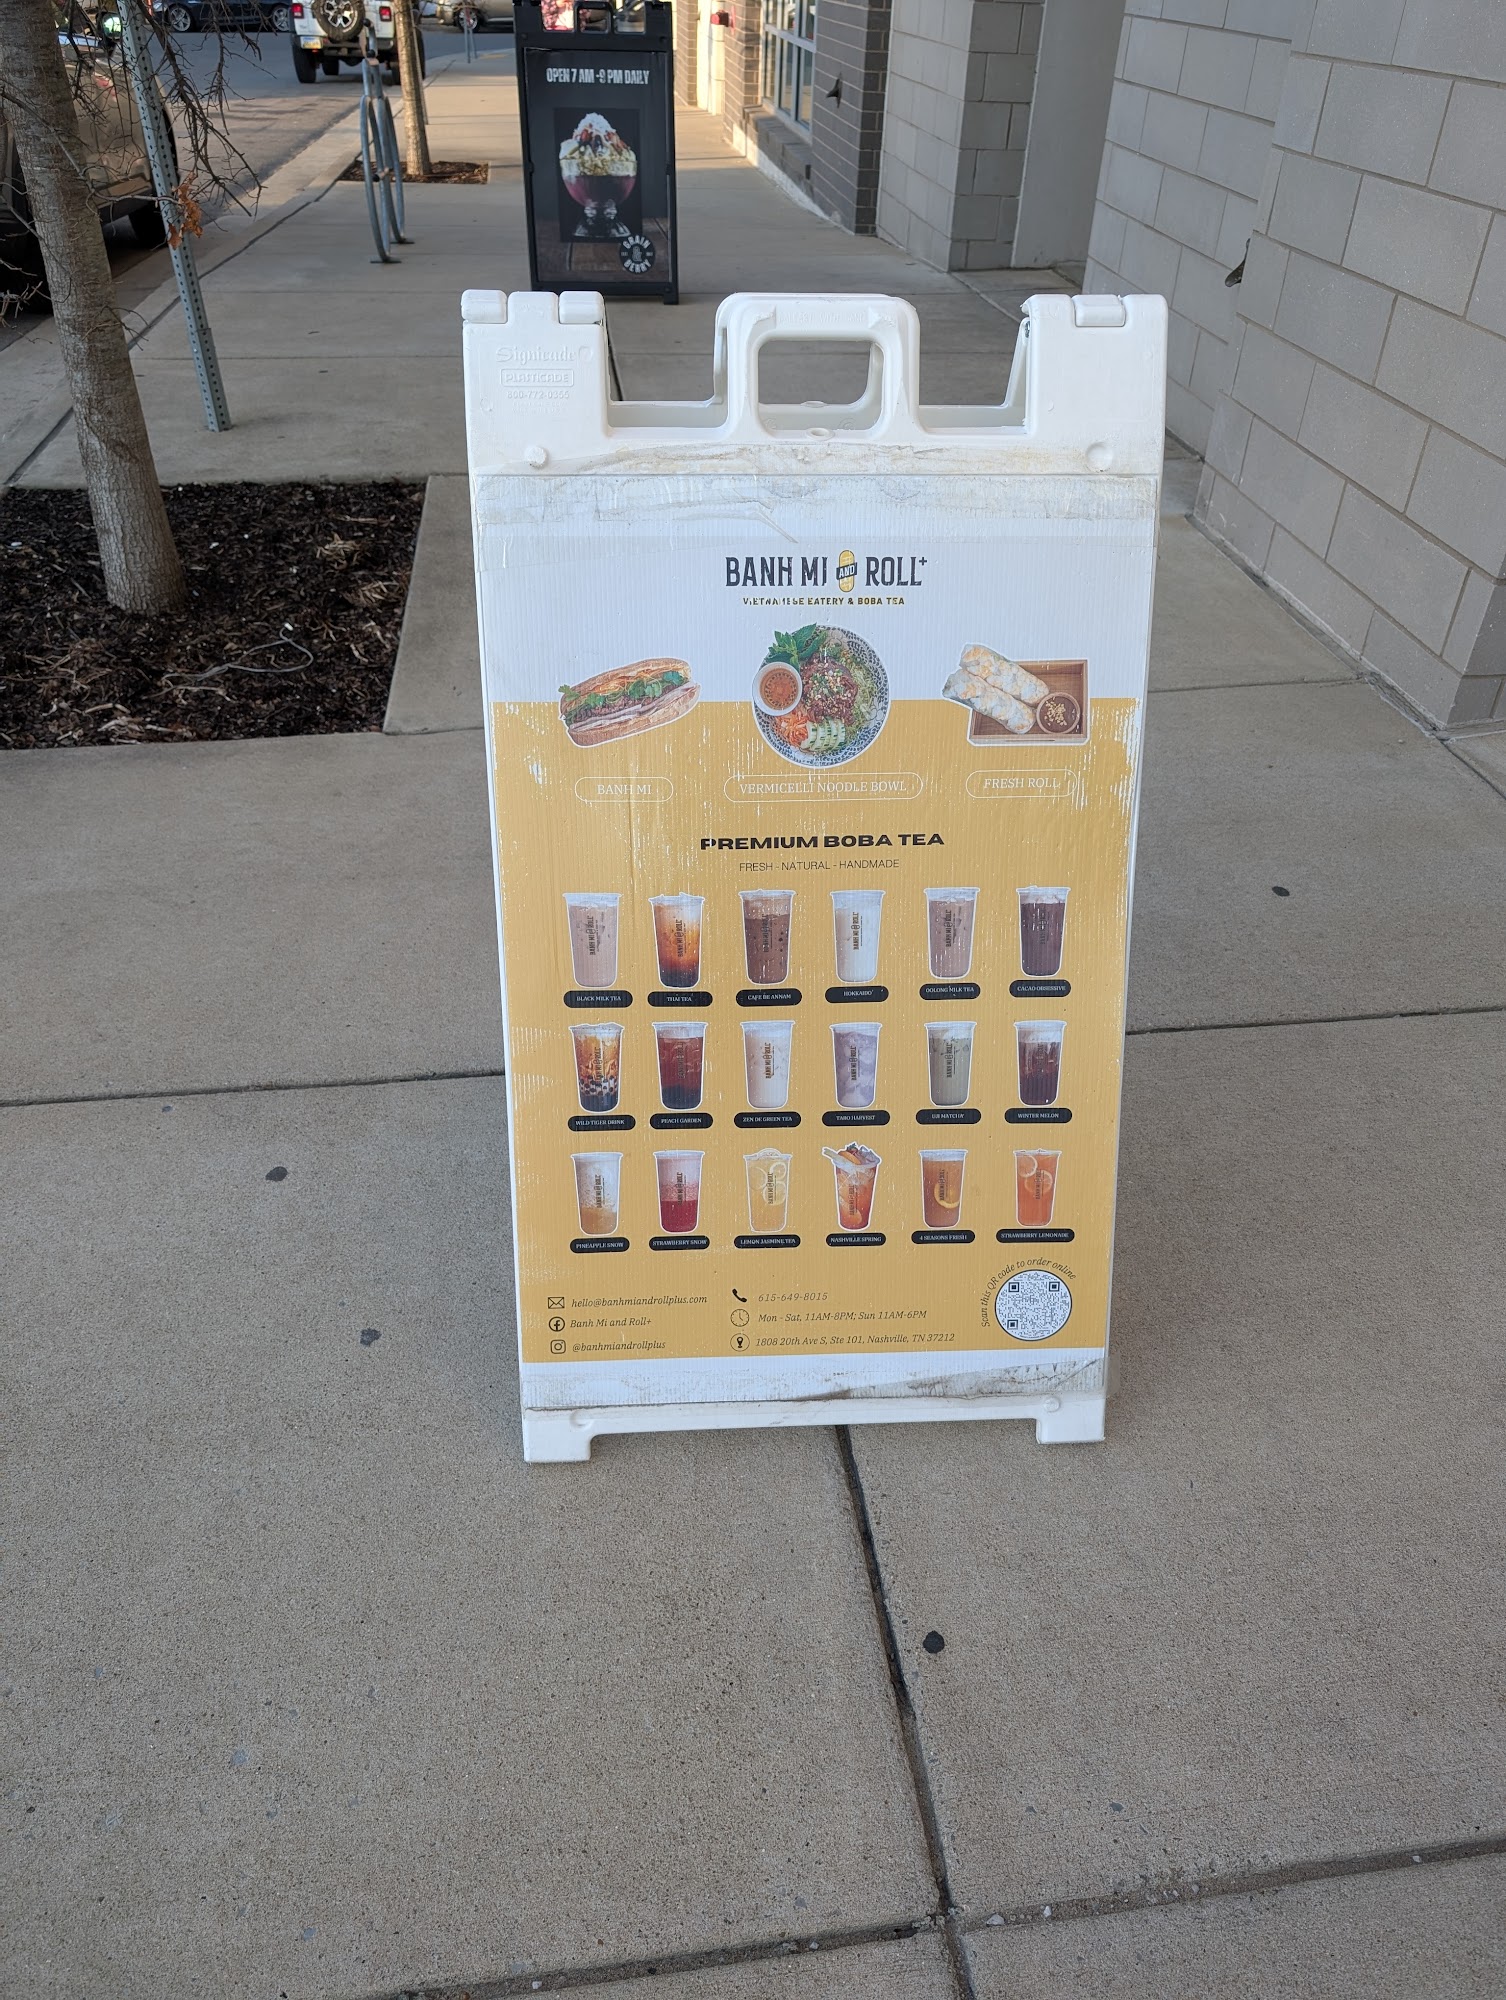 OPEN 7 AM - 9 PM DAILY
GRAIN
&
BERRY
Signicade
PLASTICADE
800-772-0355
BANH MI AND ROLL+
VIETNAMESE EATERY & BOBA TEA
BANH MI
VERMICELLI NOODLE BOWL
FRESH ROLL
PREMIUM BOBA TEA
FRESH - NATURAL - HANDMADE
BLACK MILK TEA
THAI TEA
CAFE DE ANNAM
HOKKAIDO
OOLONG MILK TEA
CACAO OBSESSIVE
WILD TIGER DRINK
PEACH GARDEN
ZEN DE GREEN TEA
TARO HARVEST
UJI MATCHA
WINTER MELON
PINEAPPLE SNOW
STRAWBERRY SNOW
LEMON JASMINE TEA
NASHVILLE SPRING
4 SEASONS FRESH
STRAWBERRY LEMONADE
hello@banhmiandrollplus.com
Banh Mi and Roll+
@banhmiandrollplus
615-649-8015
Mon - Sat, 11AM-8PM; Sun 11AM-6PM
1808 20th Ave S, Ste 101, Nashville, TN 37212
Scan this QR code to order online